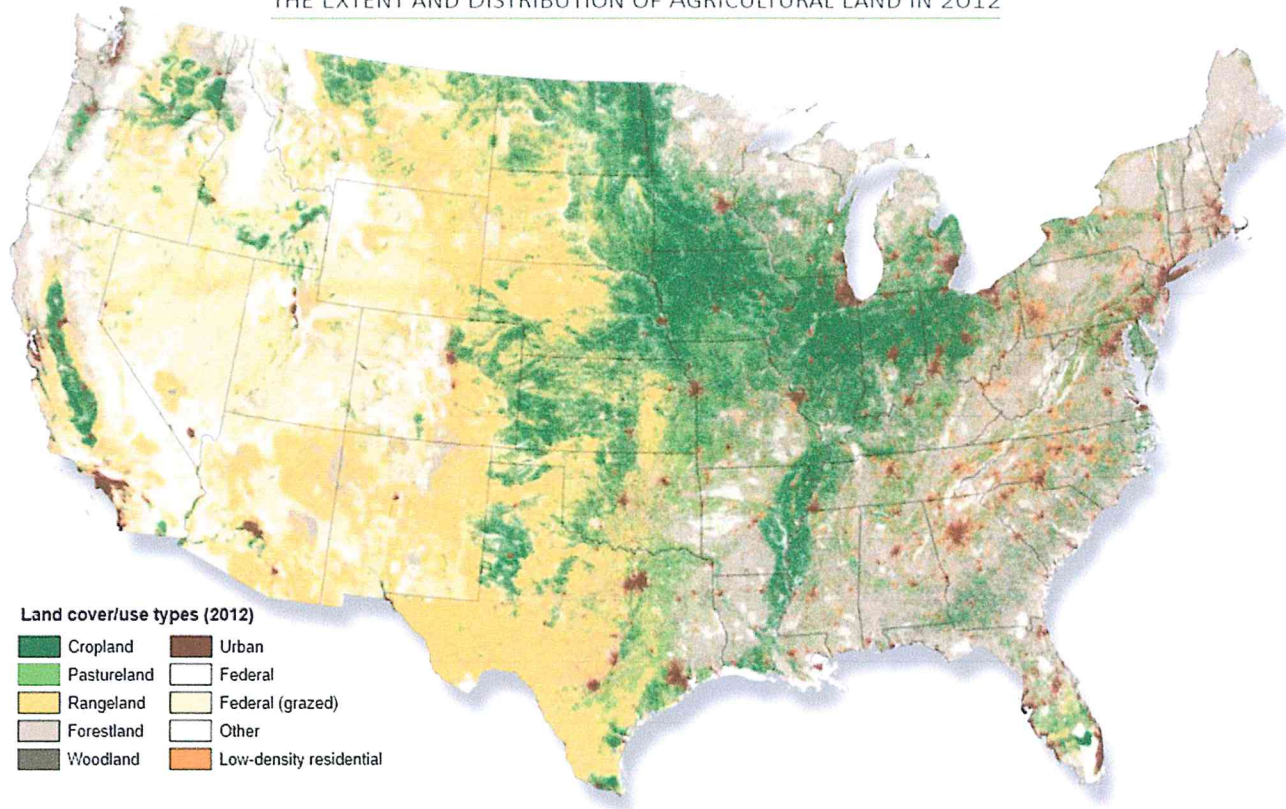 THE EXTENT AND DISTRIBUTION OF AGRICULTURAL LAND IN 2012
Land cover/use types (2012)
Cropland
Pastureland
Rangeland
Forestland
Woodland
Urban
Federal
Federal (grazed)
Other
Low-density residential